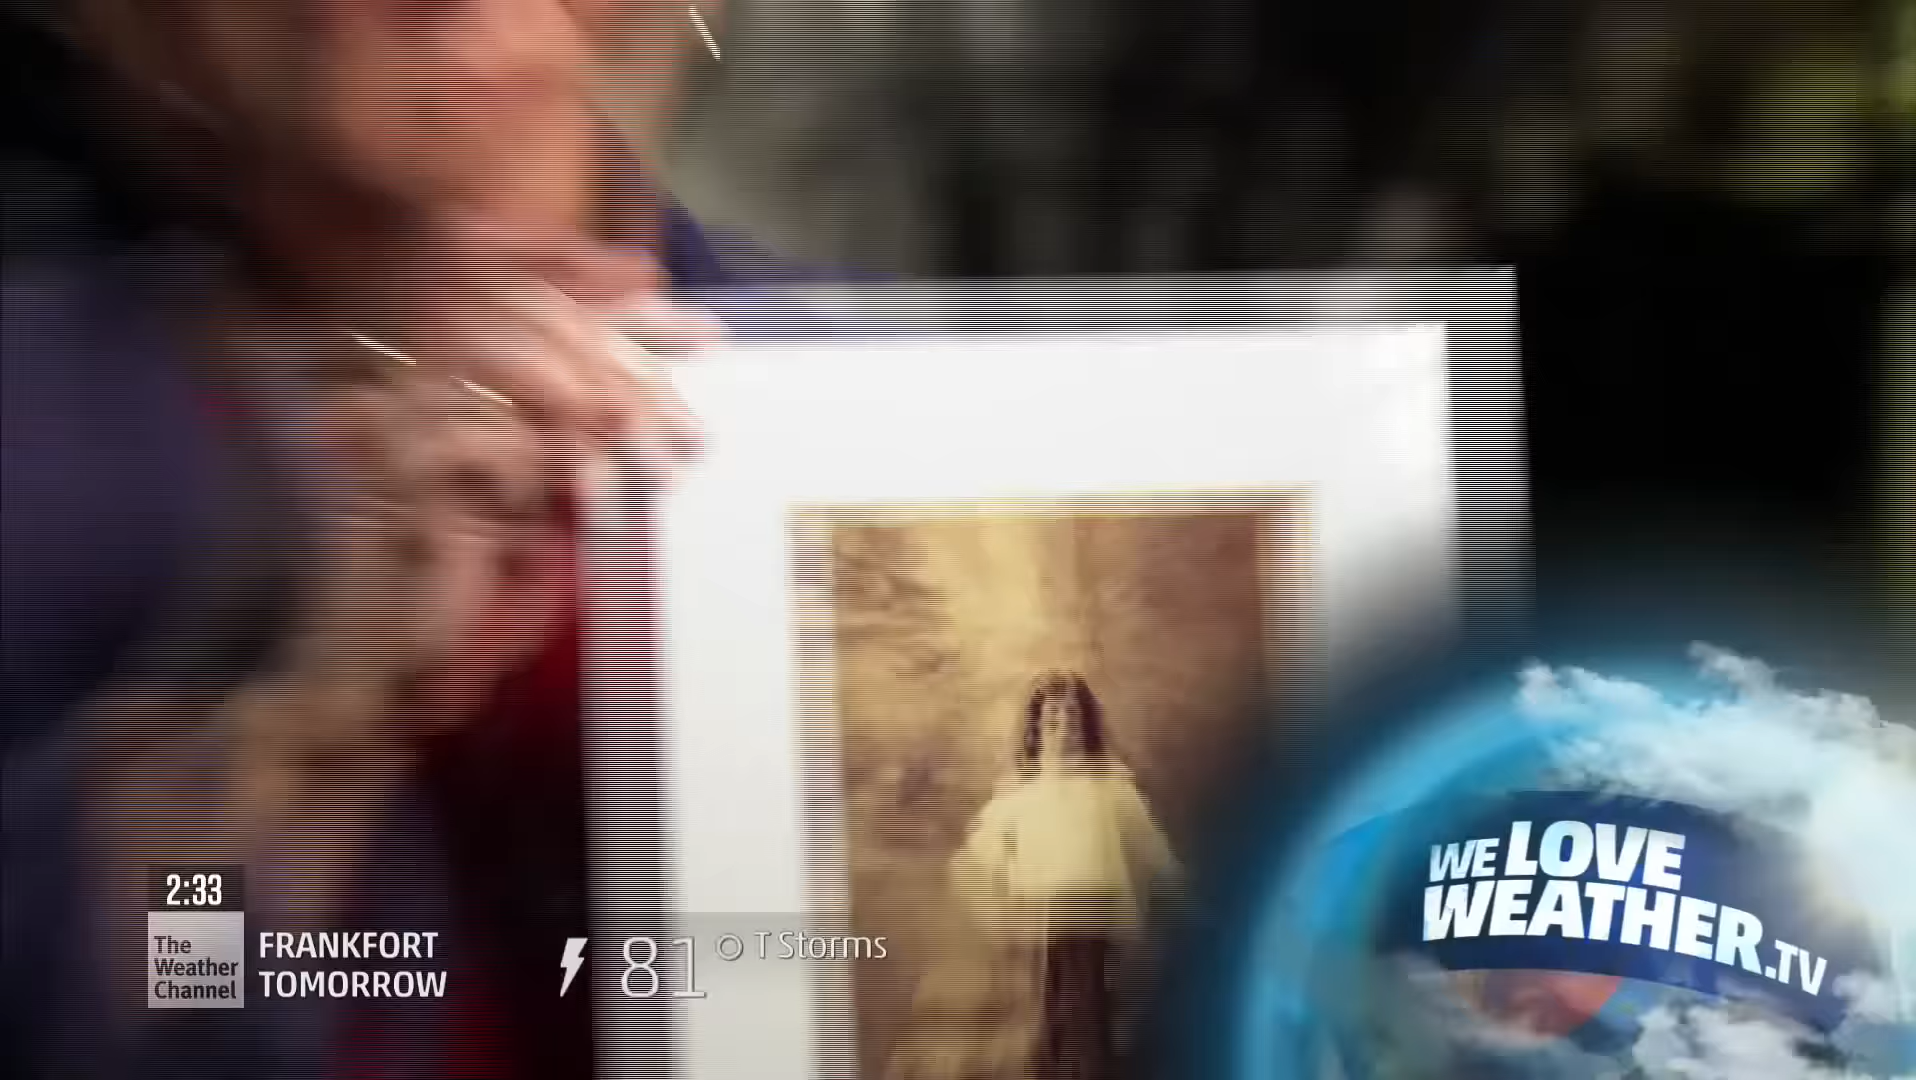 2:33
The
Weather
Channel
FRANKFORT
TOMORROW
81° T Storms
WE LOVE
WEATHER.TV